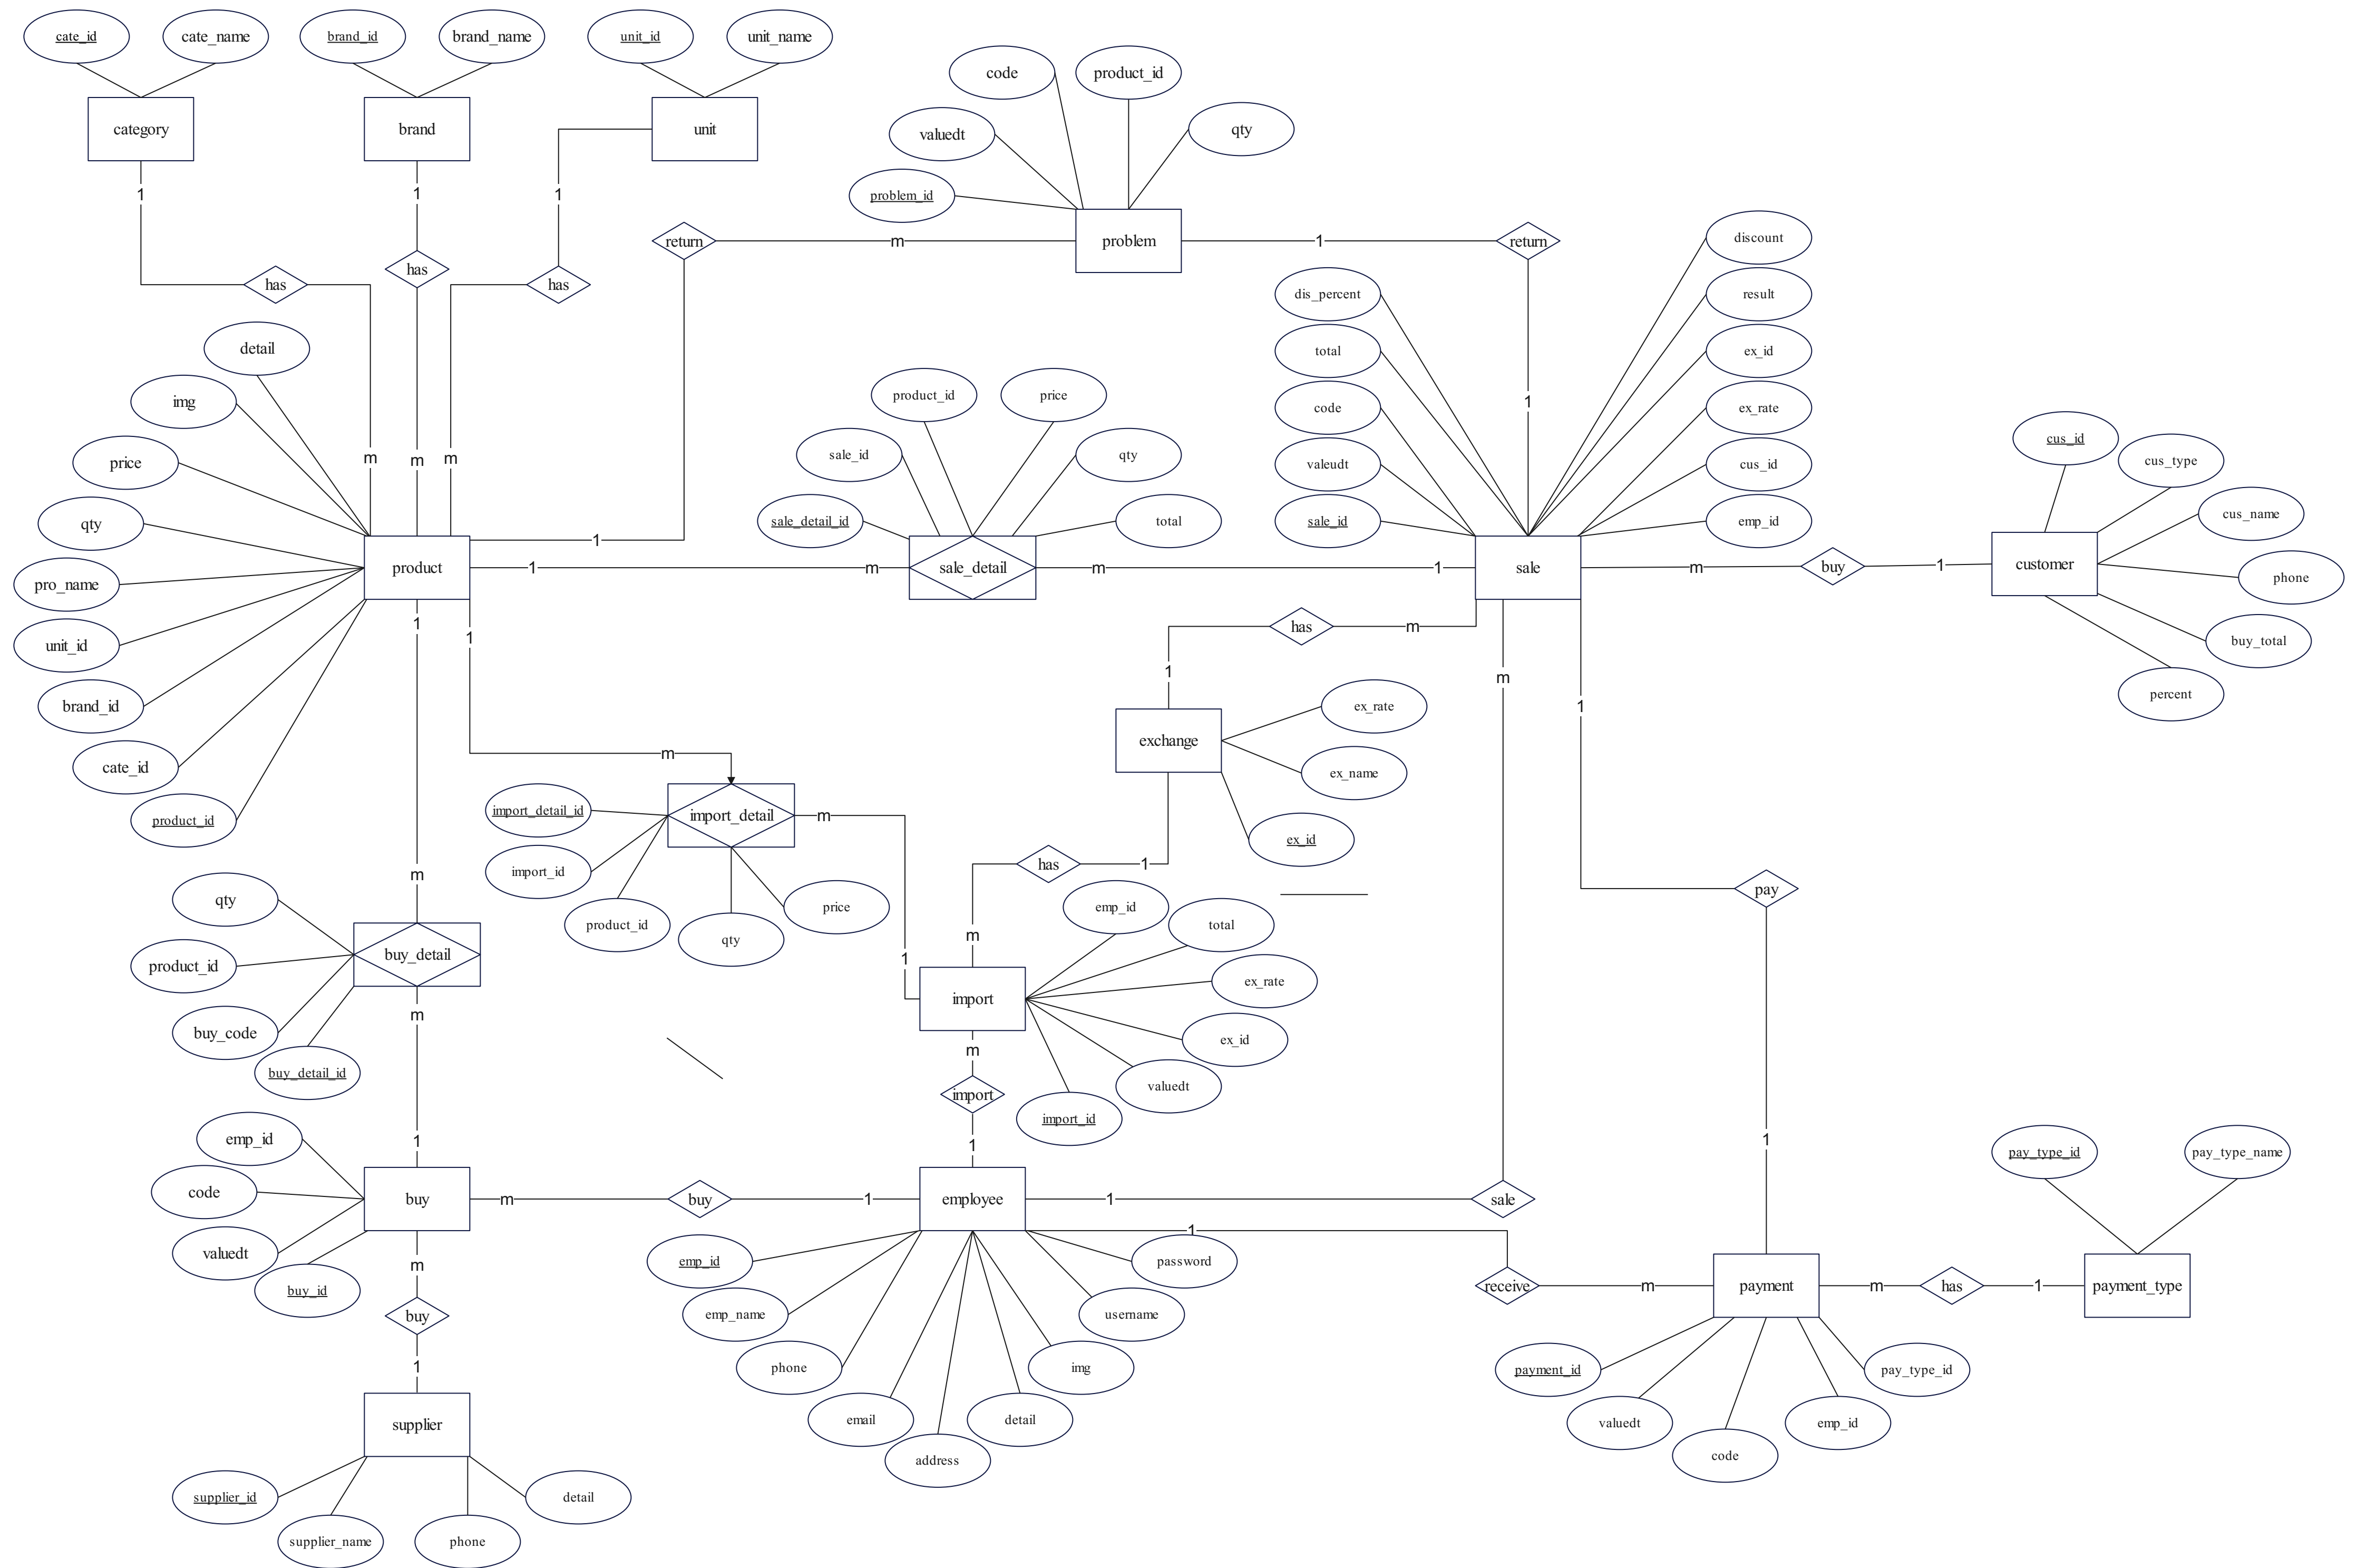 cate_id
cate_name
brand_id
brand_name
unit_id
unit_name
category
brand
unit
code
product_id
valuedt
qty
problem_id
problem
1
1
1
return
m
1
return
has
has
has
discount
dis_percent
result
total
ex_id
code
ex_rate
valeudt
cus_id
sale_id
emp_id
1
detail
img
price
qty
pro_name
unit_id
brand_id
cate_id
product_id
m
m
m
product
1
product_id
price
sale_id
qty
sale_detail_id
total
1
m
sale_detail
m
1
sale
m
buy
1
customer
cus_id
cus_type
cus_name
phone
buy_total
percent
has
m
1
exchange
ex_rate
ex_name
ex_id
1
1
m
m
1
import_detail_id
import_detail
m
import_id
product_id
qty
price
1
has
1
m
pay
m
qty
product_id
buy_code
buy_detail_id
buy_detail
m
1
import
emp_id
total
ex_rate
ex_id
valuedt
import_id
m
import
1
1
emp_id
code
valuedt
buy_id
buy
m
buy
1
employee
1
sale
1
m
buy
1
supplier
supplier_id
supplier_name
phone
detail
emp_id
emp_name
phone
email
address
detail
img
username
password
receive
m
payment
m
has
1
payment_type
pay_type_id
pay_type_name
payment_id
valuedt
code
emp_id
pay_type_id